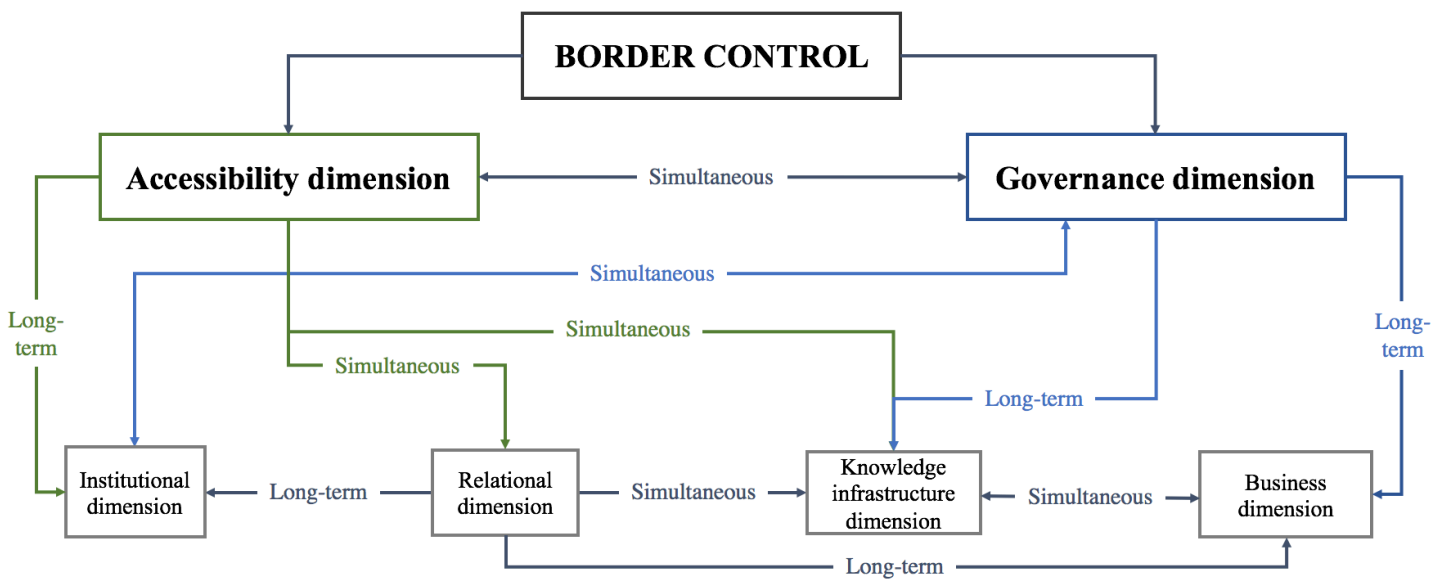 BORDER CONTROL
Accessibility dimension
Simultaneous
Governance dimension
Simultaneous
Long-
term
Simultaneous
Long-
term
Simultaneous
Long-term
Institutional
dimension
Long-term
Relational
dimension
Simultaneous
Knowledge
infrastructure
dimension
Simultaneous
Business
dimension
Long-term